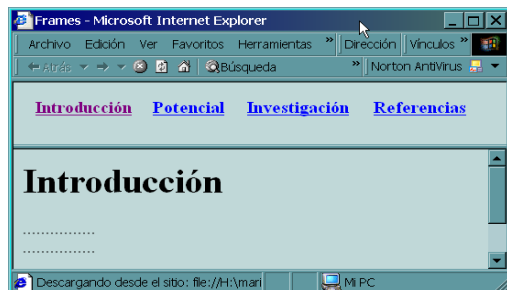 Frames - Microsoft Internet Explorer
Archivo Edición Ver Favoritos Herramientas » Dirección Vínculos »
Atrás Búsqueda » Norton AntiVirus
Introducción Potencial Investigación Referencias
Introducción
................
................
Descargando desde el sitio: file://H:\mari Mi PC